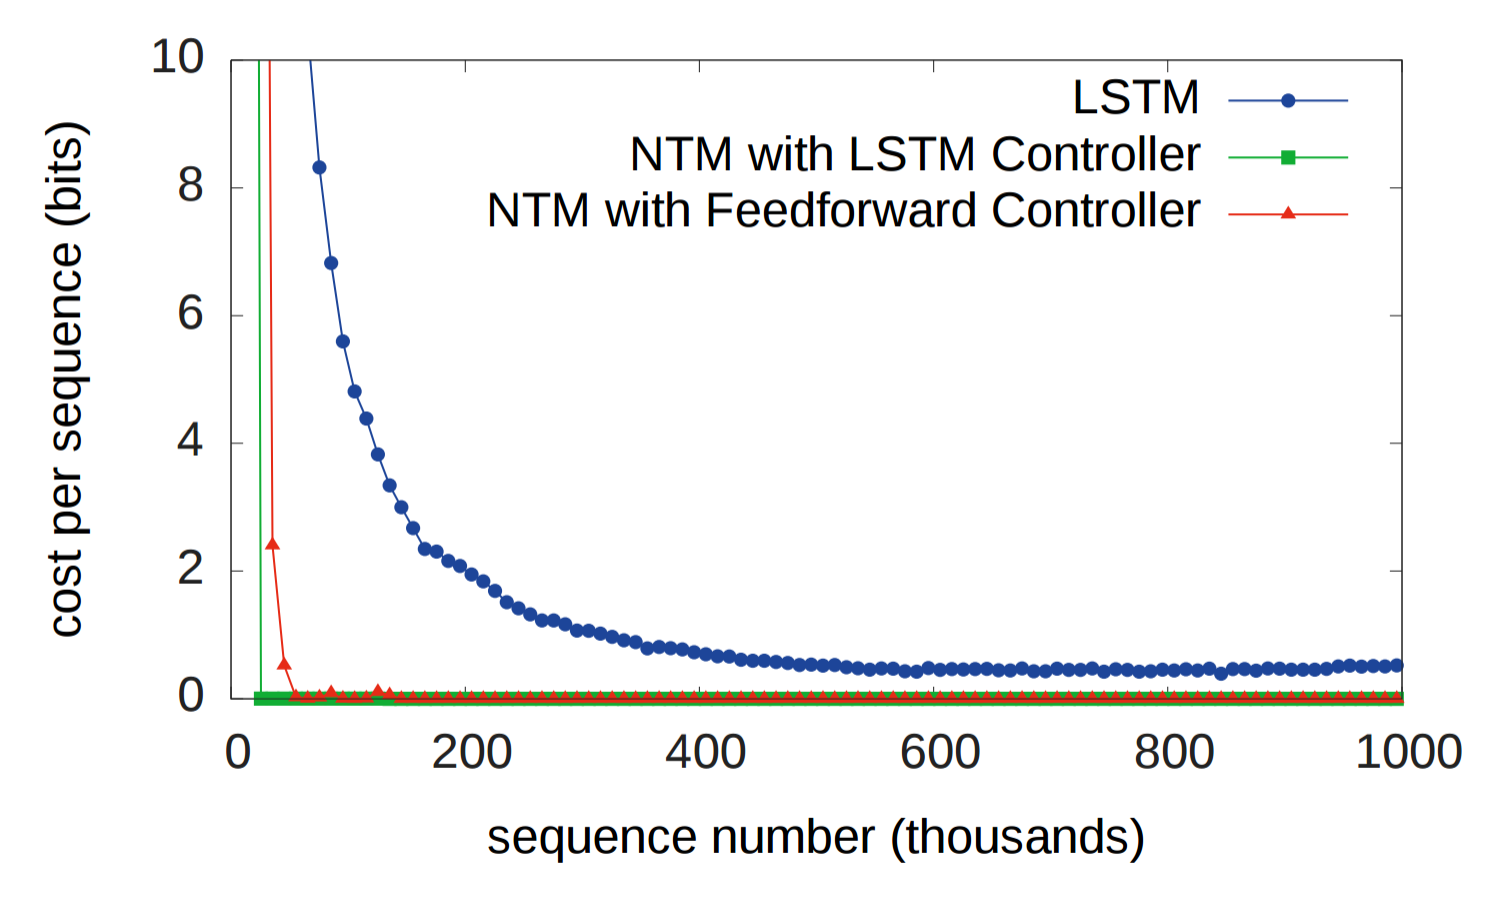 10
8
6
4
2
0
cost per sequence (bits)
LSTM
NTM with LSTM Controller
NTM with Feedforward Controller
0 200 400 600 800 1000
sequence number (thousands)